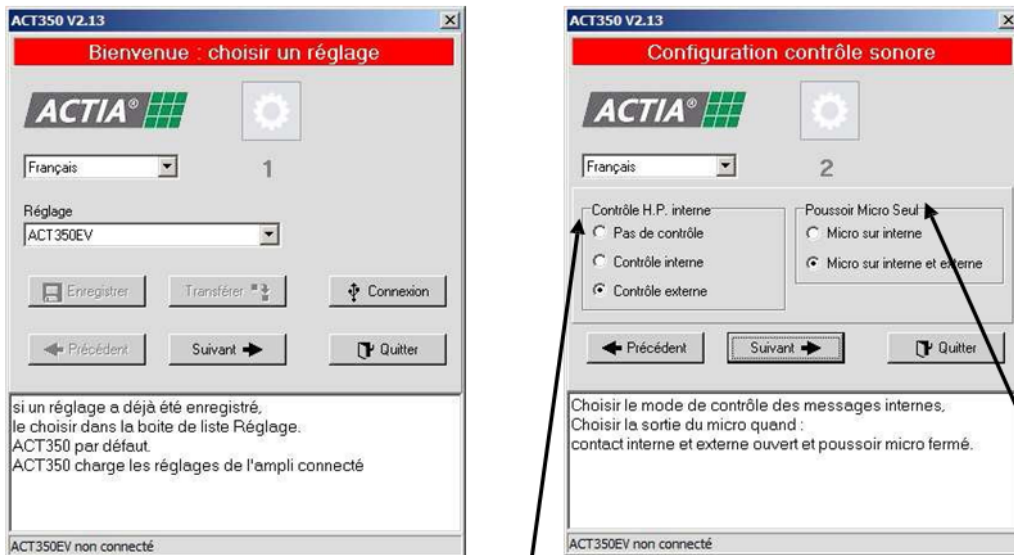 ACT350 V2.13
Bienvenue : choisir un réglage
ACTIA®
Français
1
Réglage
ACT350EV
Enregistrer
Transférer
Connexion
Précédent
Suivant
Quitter
si un réglage a déjà été enregistré,
le choisir dans la boite de liste Réglage.
ACT350 par défaut.
ACT350 charge les réglages de l'ampli connecté
ACT350EV non connecté
ACT350 V2.13
Configuration contrôle sonore
ACTIA®
Français
2
Contrôle H.P. interne
Pas de contrôle
Contrôle interne
Contrôle externe
Poussoir Micro Seul
Micro sur interne
Micro sur interne et externe
Précédent
Suivant
Quitter
Choisir le mode de contrôle des messages internes,
Choisir la sortie du micro quand :
contact interne et externe ouvert et poussoir micro fermé.
ACT350EV non connecté